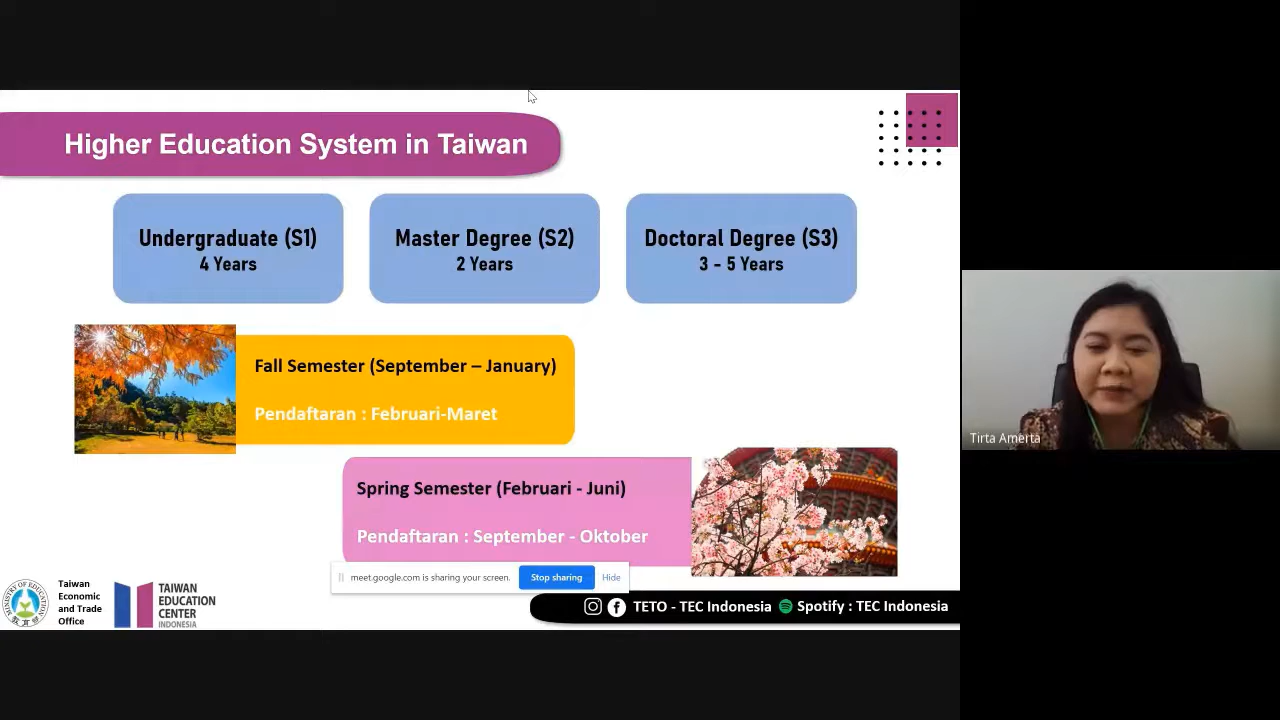 Higher Education System in Taiwan
Undergraduate (S1)
4 Years
Master Degree (S2)
2 Years
Doctoral Degree (S3)
3 - 5 Years
Fall Semester (September – January)
Pendaftaran : Februari-Maret
Spring Semester (Februari - Juni)
Pendaftaran : September - Oktober
Tirta Amerta
meet.google.com is sharing your screen.
Stop sharing
Hide
Taiwan
Economic
and Trade
Office
TAIWAN
EDUCATION
CENTER
INDONESIA
TETO - TEC Indonesia
Spotify : TEC Indonesia